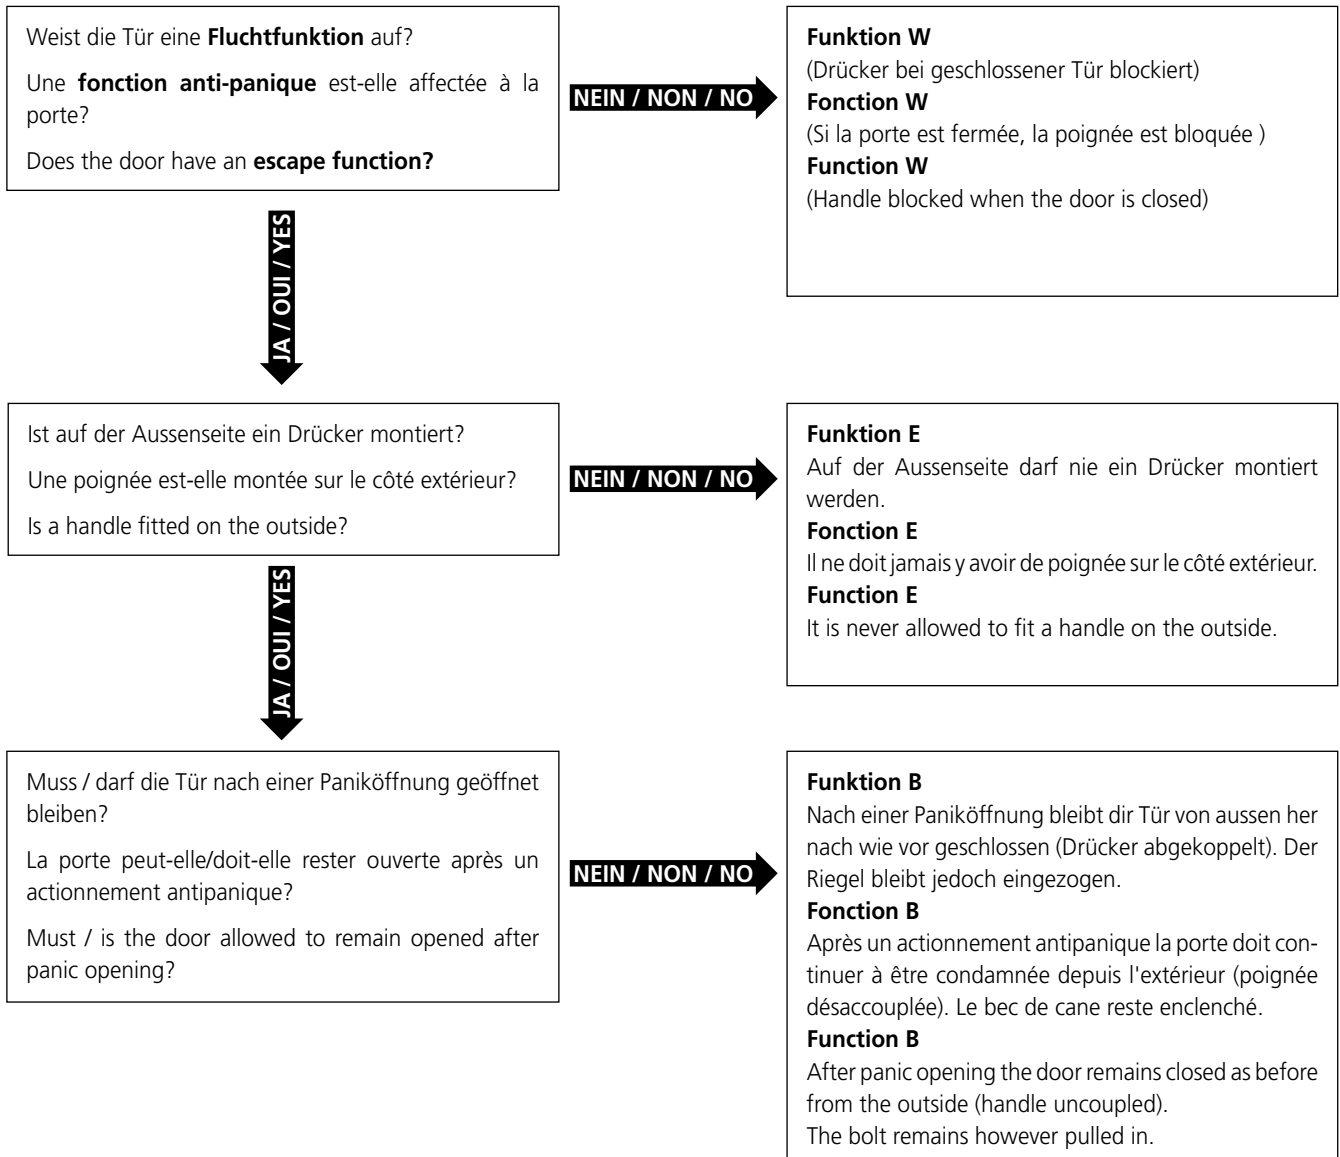 Weist die Tür eine Fluchtfunktion auf?
Une fonction anti-panique est-elle affectée à la
porte?
Does the door have an escape function?
NEIN / NON / NO
Funktion W
(Drücker bei geschlossener Tür blockiert)
Fonction W
(Si la porte est fermée, la poignée est bloquée )
Function W
(Handle blocked when the door is closed)
JA / OUI / YES
Ist auf der Aussenseite ein Drücker montiert?
Une poignée est-elle montée sur le côté extérieur?
Is a handle fitted on the outside?
NEIN / NON / NO
Funktion E
Auf der Aussenseite darf nie ein Drücker montiert
werden.
Fonction E
Il ne doit jamais y avoir de poignée sur le côté extérieur.
Function E
It is never allowed to fit a handle on the outside.
JA / OUI / YES
Muss / darf die Tür nach einer Paniköffnung geöffnet
bleiben?
La porte peut-elle/doit-elle rester ouverte après un
actionnement antipanique?
Must / is the door allowed to remain opened after
panic opening?
NEIN / NON / NO
Funktion B
Nach einer Paniköffnung bleibt dir Tür von aussen her
nach wie vor geschlossen (Drücker abgekoppelt). Der
Riegel bleibt jedoch eingezogen.
Fonction B
Après un actionnement antipanique la porte doit con-
tinuer à être condamnée depuis l'extérieur (poignée
désaccouplée). Le bec de cane reste enclenché.
Function B
After panic opening the door remains closed as before
from the outside (handle uncoupled).
The bolt remains however pulled in.